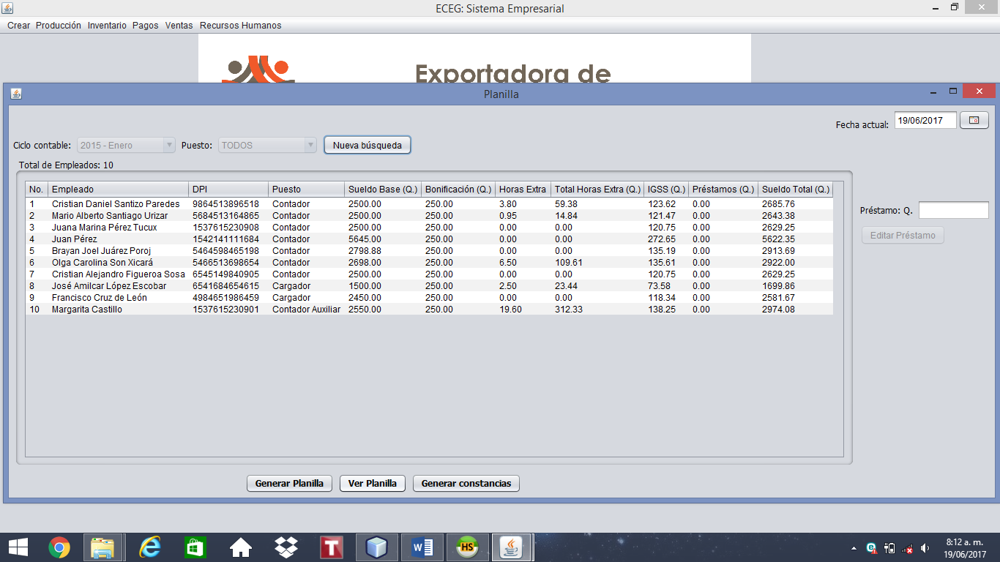 ECEG: Sistema Empresarial
Crear Producción Inventario Pagos Ventas Recursos Humanos
Exportadora de
Planilla
Fecha actual: 19/06/2017
Ciclo contable: 2015 - Enero Puesto: TODOS Nueva búsqueda
Total de Empleados: 10
No. Empleado DPI Puesto Sueldo Base (Q.) Bonificación (Q.) Horas Extra Total Horas Extra (Q.) IGSS (Q.) Préstamos (Q.) Sueldo Total (Q.)
1 Cristian Daniel Santizo Paredes 9864513896518 Contador 2500.00 250.00 3.80 59.38 123.62 0.00 2685.76
2 Mario Alberto Santiago Urizar 5684513164865 Contador 2500.00 250.00 0.95 14.84 121.47 0.00 2643.38
3 Juana Marina Pérez Tucux 1537615230908 Contador 2500.00 250.00 0.00 0.00 120.75 0.00 2629.25
4 Juan Pérez 1542141111684 Contador 5645.00 250.00 0.00 0.00 272.65 0.00 5622.35
5 Brayan Joel Juárez Poroj 5464598465198 Contador 2798.88 250.00 0.00 0.00 135.19 0.00 2913.69
6 Olga Carolina Son Xicará 5466513698654 Contador 2698.00 250.00 6.50 109.61 135.61 0.00 2922.00
7 Cristian Alejandro Figueroa Sosa 6545149840905 Contador 2500.00 250.00 0.00 0.00 120.75 0.00 2629.25
8 José Amilcar López Escobar 6541684654615 Cargador 1500.00 250.00 2.50 23.44 73.58 0.00 1699.86
9 Francisco Cruz de León 4984651986459 Cargador 2450.00 250.00 0.00 0.00 118.34 0.00 2581.67
10 Margarita Castillo 1537615230901 Contador Auxiliar 2550.00 250.00 19.60 312.33 138.25 0.00 2974.08
Préstamo: Q.
Editar Préstamo
Generar Planilla Ver Planilla Generar constancias
T W HS
8:12 a. m.
19/06/2017